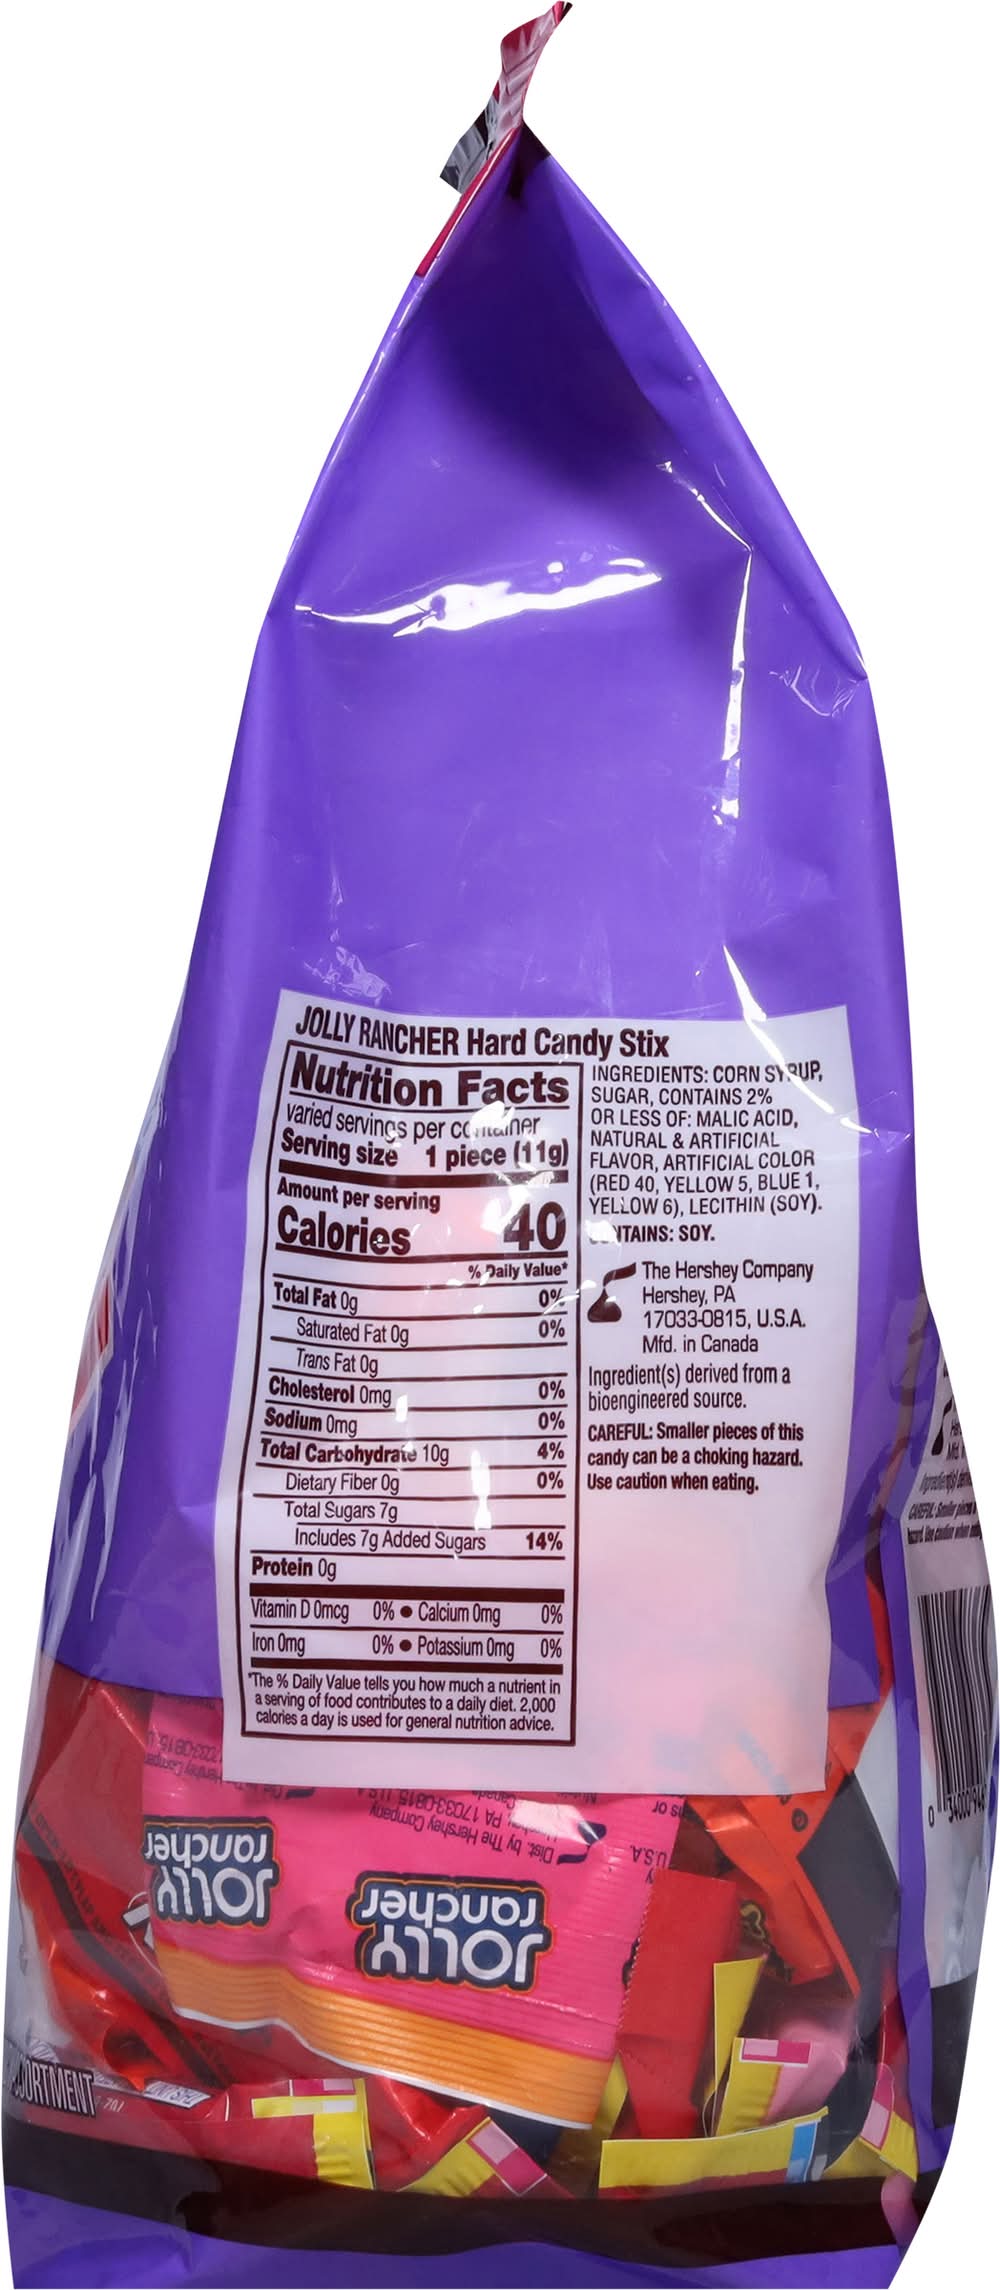 JOLLY RANCHER Hard Candy Stix
Nutrition Facts
varied servings per container
Serving size 1 piece (11g)
Amount per serving
Calories 40
% Daily Value*
Total Fat 0g 0%
Saturated Fat 0g 0%
Trans Fat 0g
Cholesterol 0mg 0%
Sodium 0mg 0%
Total Carbohydrate 10g 4%
Dietary Fiber 0g 0%
Total Sugars 7g
Includes 7g Added Sugars 14%
Protein 0g
Vitamin D 0mcg 0% • Calcium 0mg 0%
Iron 0mg 0% • Potassium 0mg 0%
*The % Daily Value tells you how much a nutrient in
a serving of food contributes to a daily diet. 2,000
calories a day is used for general nutrition advice.
INGREDIENTS: CORN SYRUP,
SUGAR, CONTAINS 2%
OR LESS OF: MALIC ACID,
NATURAL & ARTIFICIAL
FLAVOR, ARTIFICIAL COLOR
(RED 40, YELLOW 5, BLUE 1,
YELLOW 6), LECITHIN (SOY).
CONTAINS: SOY.
The Hershey Company
Hershey, PA
17033-0815, U.S.A.
Mfd. in Canada
Ingredient(s) derived from a
bioengineered source.
CAREFUL: Smaller pieces of this
candy can be a choking hazard.
Use caution when eating.
Dist. by The Hershey Company
Hershey, PA 17033-0815, U.S.A.
JOLLY
rancher
JOLLY
rancher